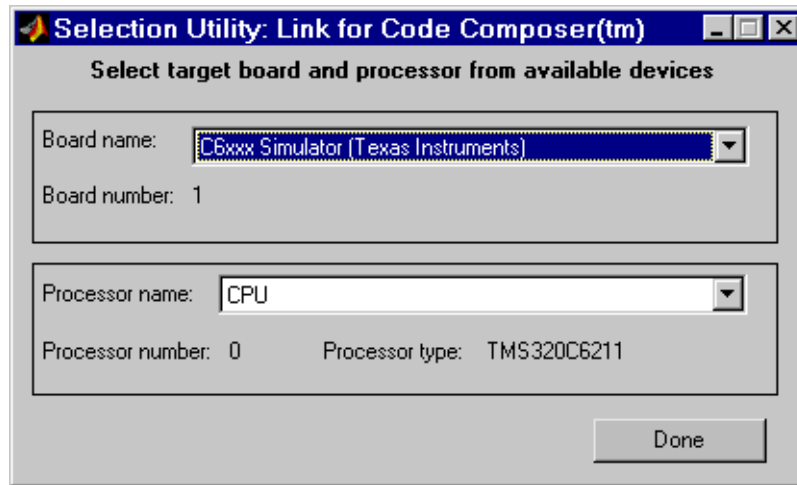 Selection Utility: Link for Code Composer(tm)
Select target board and processor from available devices
Board name: C6xxx Simulator (Texas Instruments)
Board number: 1
Processor name: CPU
Processor number: 0 Processor type: TMS320C6211
Done